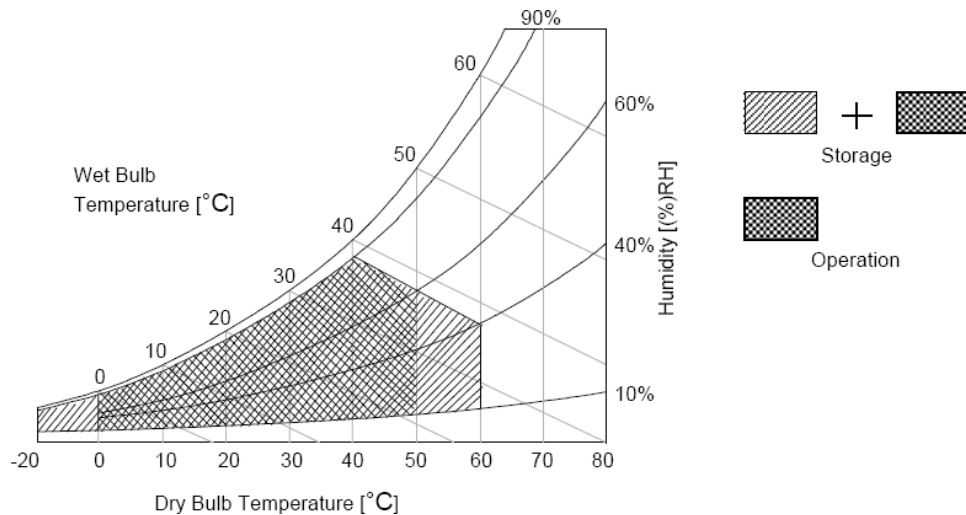 90%
60
60%
50
Wet Bulb
Temperature [°C]
40
30
20
10
0
Humidity [(%)RH]
40%
10%
-20 0 10 20 30 40 50 60 70 80
Dry Bulb Temperature [°C]
+
Storage
Operation